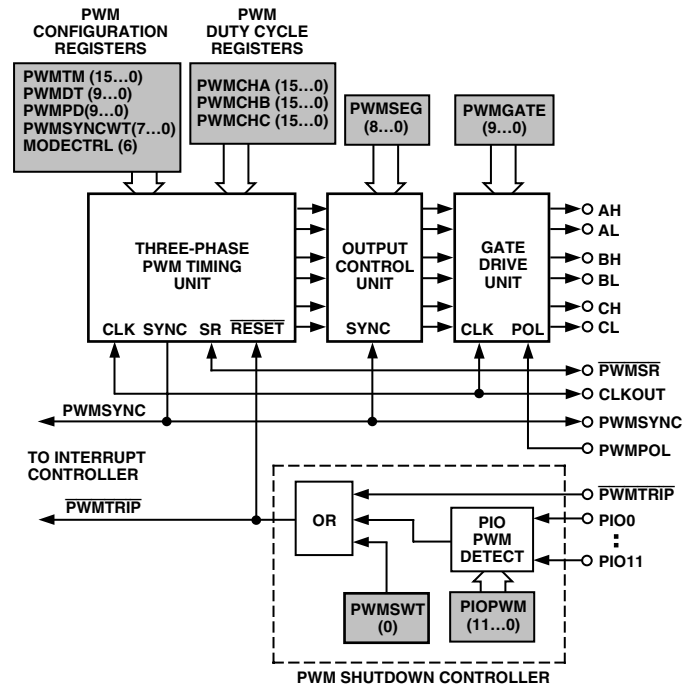 PWM
CONFIGURATION
REGISTERS
PWM
DUTY CYCLE
REGISTERS
PWMTM (15...0)
PWMDT (9...0)
PWMPD(9...0)
PWMSYNCWT(7...0)
MODECTRL (6)
PWMCHA (15...0)
PWMCHB (15...0)
PWMCHC (15...0)
PWMSEG
(8...0)
PWMGATE
(9...0)
THREE-PHASE
PWM TIMING
UNIT
CLK SYNC SR RESET
OUTPUT
CONTROL
UNIT
SYNC
GATE
DRIVE
UNIT
CLK POL
AH
AL
BH
BL
CH
CL
PWMSR
CLKOUT
PWMSYNC
PWMSYNC
PWMPOL
TO INTERRUPT
CONTROLLER
PWMTRIP
PWMTRIP
OR
PIO
PWM
DETECT
PIO0
:
PIO11
PWMSWT
(0)
PIOPWM
(11...0)
PWM SHUTDOWN CONTROLLER